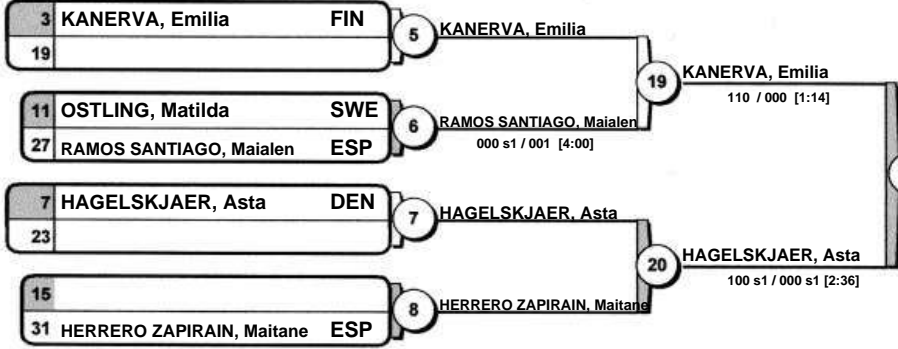 3 KANERVA, Emilia FIN
19
5
KANERVA, Emilia
11 OSTLING, Matilda SWE
27 RAMOS SANTIAGO, Maialen ESP
6
RAMOS SANTIAGO, Maialen
000 s1 / 001 [4:00]
19
KANERVA, Emilia
110 / 000 [1:14]
7 HAGELSKJAER, Asta DEN
23
7
HAGELSKJAER, Asta
15
31 HERRERO ZAPIRAIN, Maitane ESP
8
HERRERO ZAPIRAIN, Maitane
20
HAGELSKJAER, Asta
100 s1 / 000 s1 [2:36]